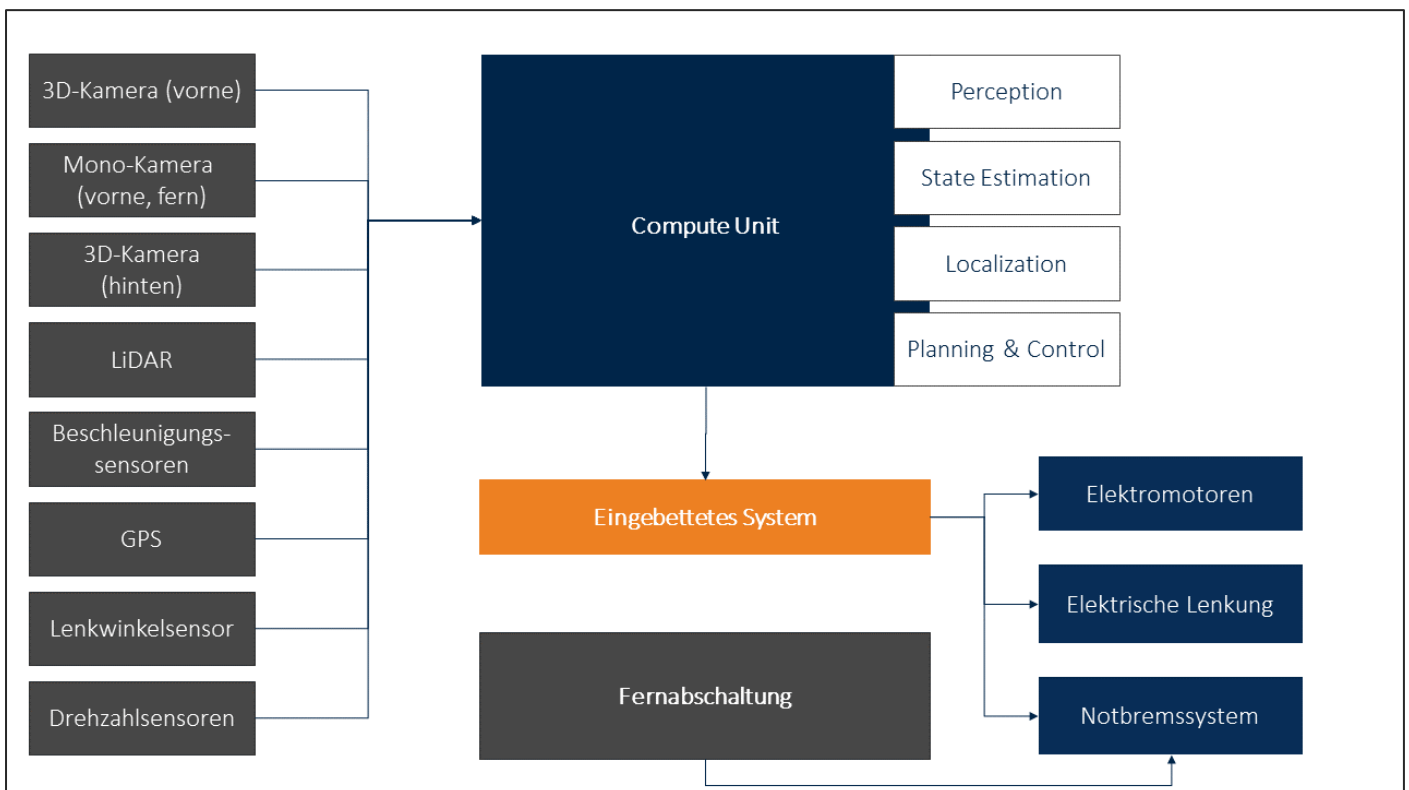 3D-Kamera (vorne)
Mono-Kamera
(vorne, fern)
3D-Kamera
(hinten)
LiDAR
Beschleunigungs-
sensoren
GPS
Lenkwinkelsensor
Drehzahlsensoren
Compute Unit
Perception
State Estimation
Localization
Planning & Control
Eingebettetes System
Fernabschaltung
Elektromotoren
Elektrische Lenkung
Notbremssystem